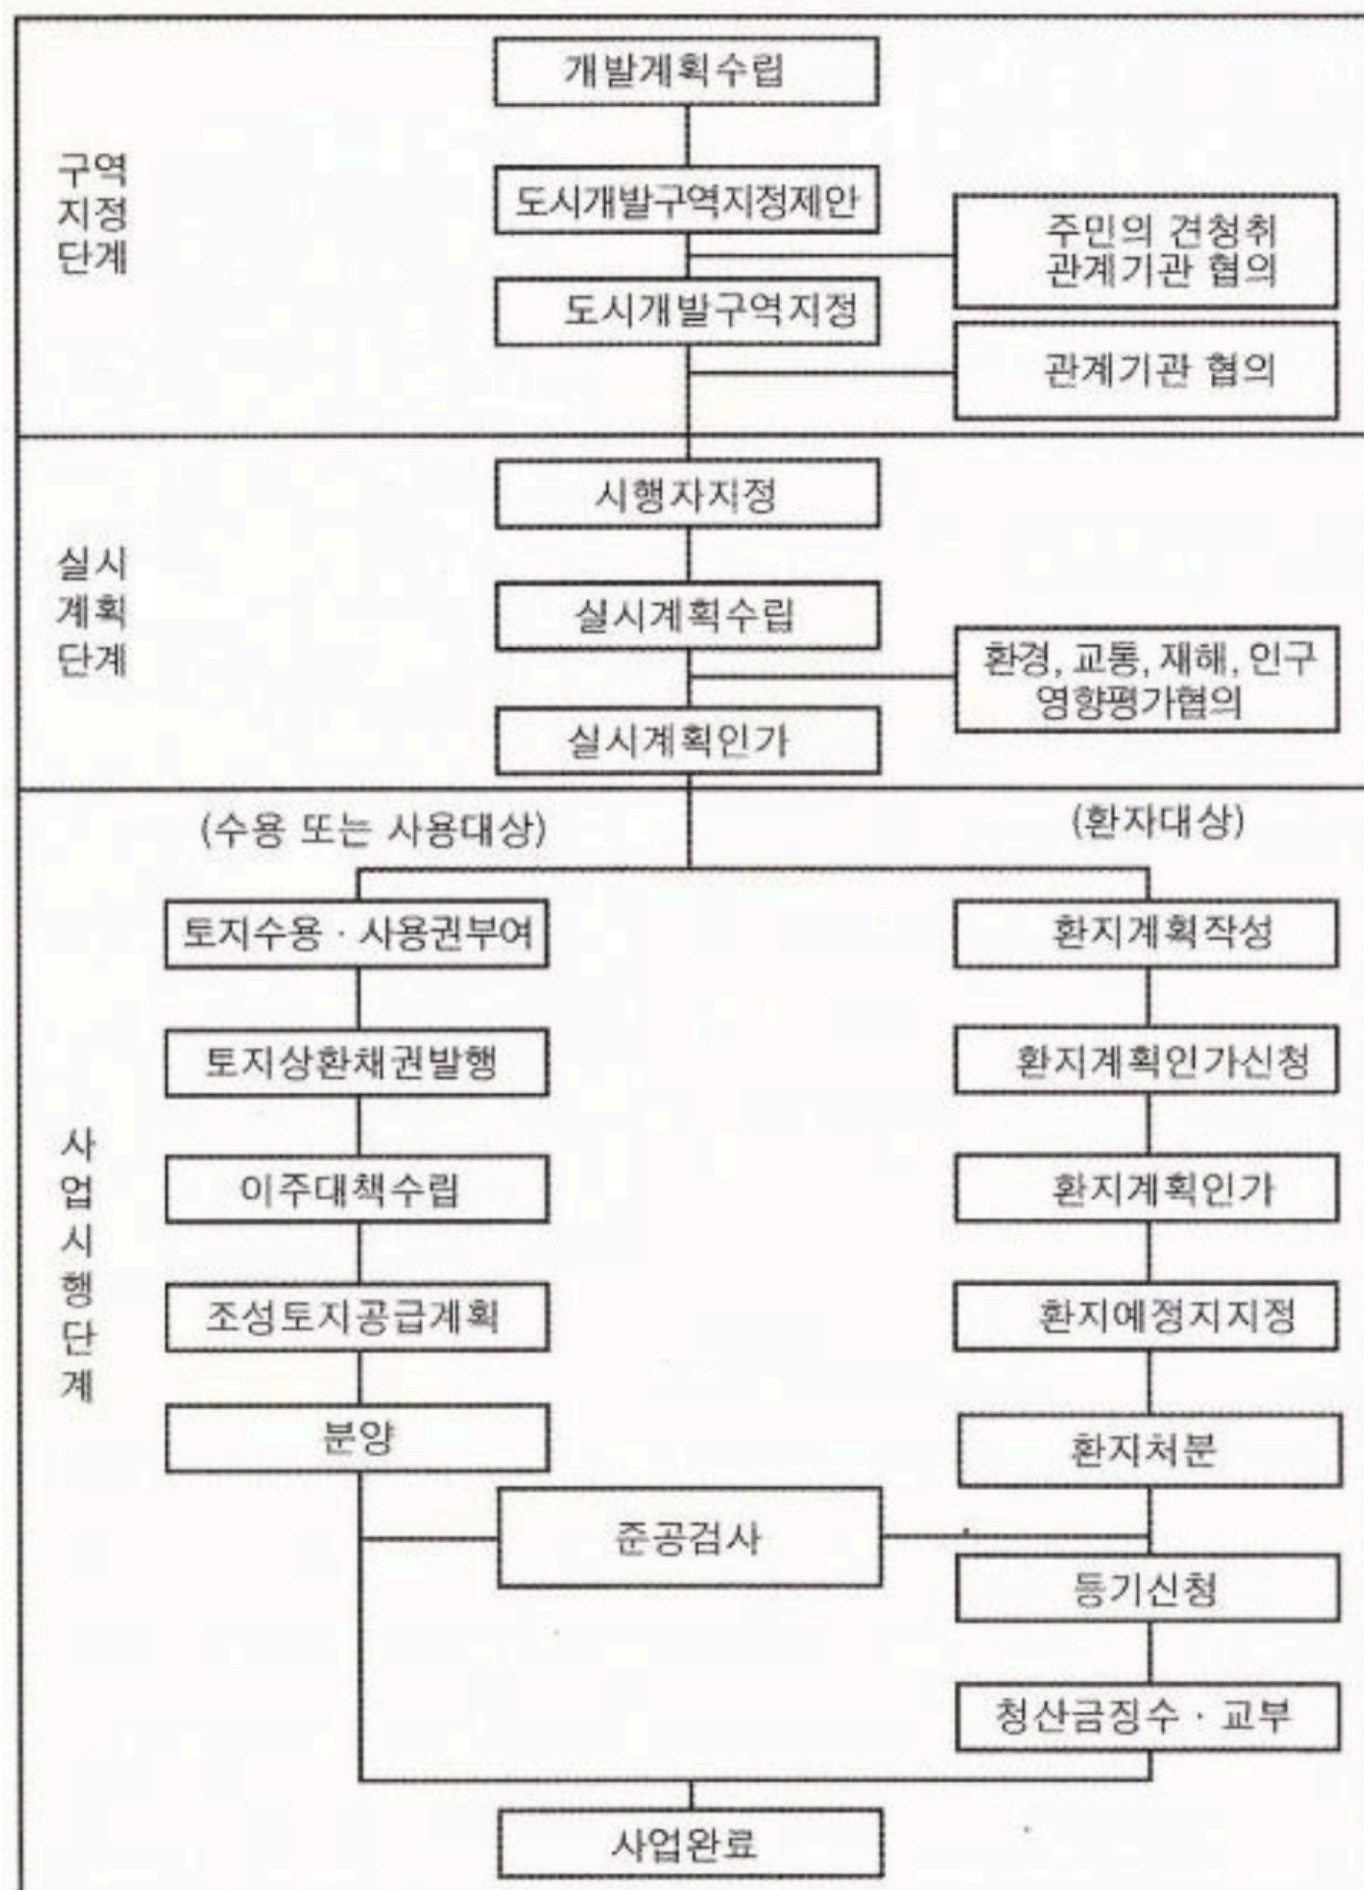 개발계획수립
구역
지정
단계
도시개발구역지정제안
주민의 견청취
관계기관 협의
도시개발구역지정
관계기관 협의
시행자지정
실시
계획
단계
실시계획수립
환경, 교통, 재해, 인구
영향평가협의
실시계획인가
(수용 또는 사용대상)
(환자대상)
토지수용 · 사용권부여
환지계획작성
토지상환채권발행
환지계획인가신청
사
업
시
행
단
계
이주대책수립
환지계획인가
조성토지공급계획
환지예정지지정
분양
환지처분
준공검사
등기신청
청산금징수 · 교부
사업완료